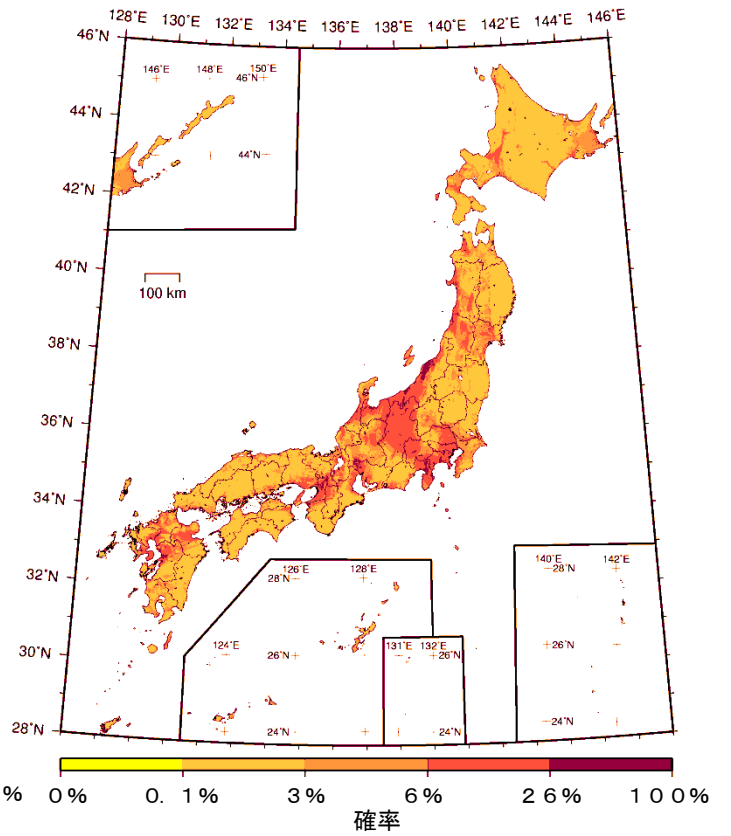 128°E 130°E 132°E 134°E 136°E 138°E 140°E 142°E 144°E 146°E
46°N
146°E 148°E 150°E
46°N
44°N
44°N
42°N
40°N
100 km
38°N
36°N
34°N
32°N
126°E 128°E
28°N
140°E 142°E
28°N
124°E
26°N
131°E 132°E
26°N
26°N
30°N
24°N
24°N
24°N
28°N
% 0% 0.1% 3% 6% 26% 100%
確率